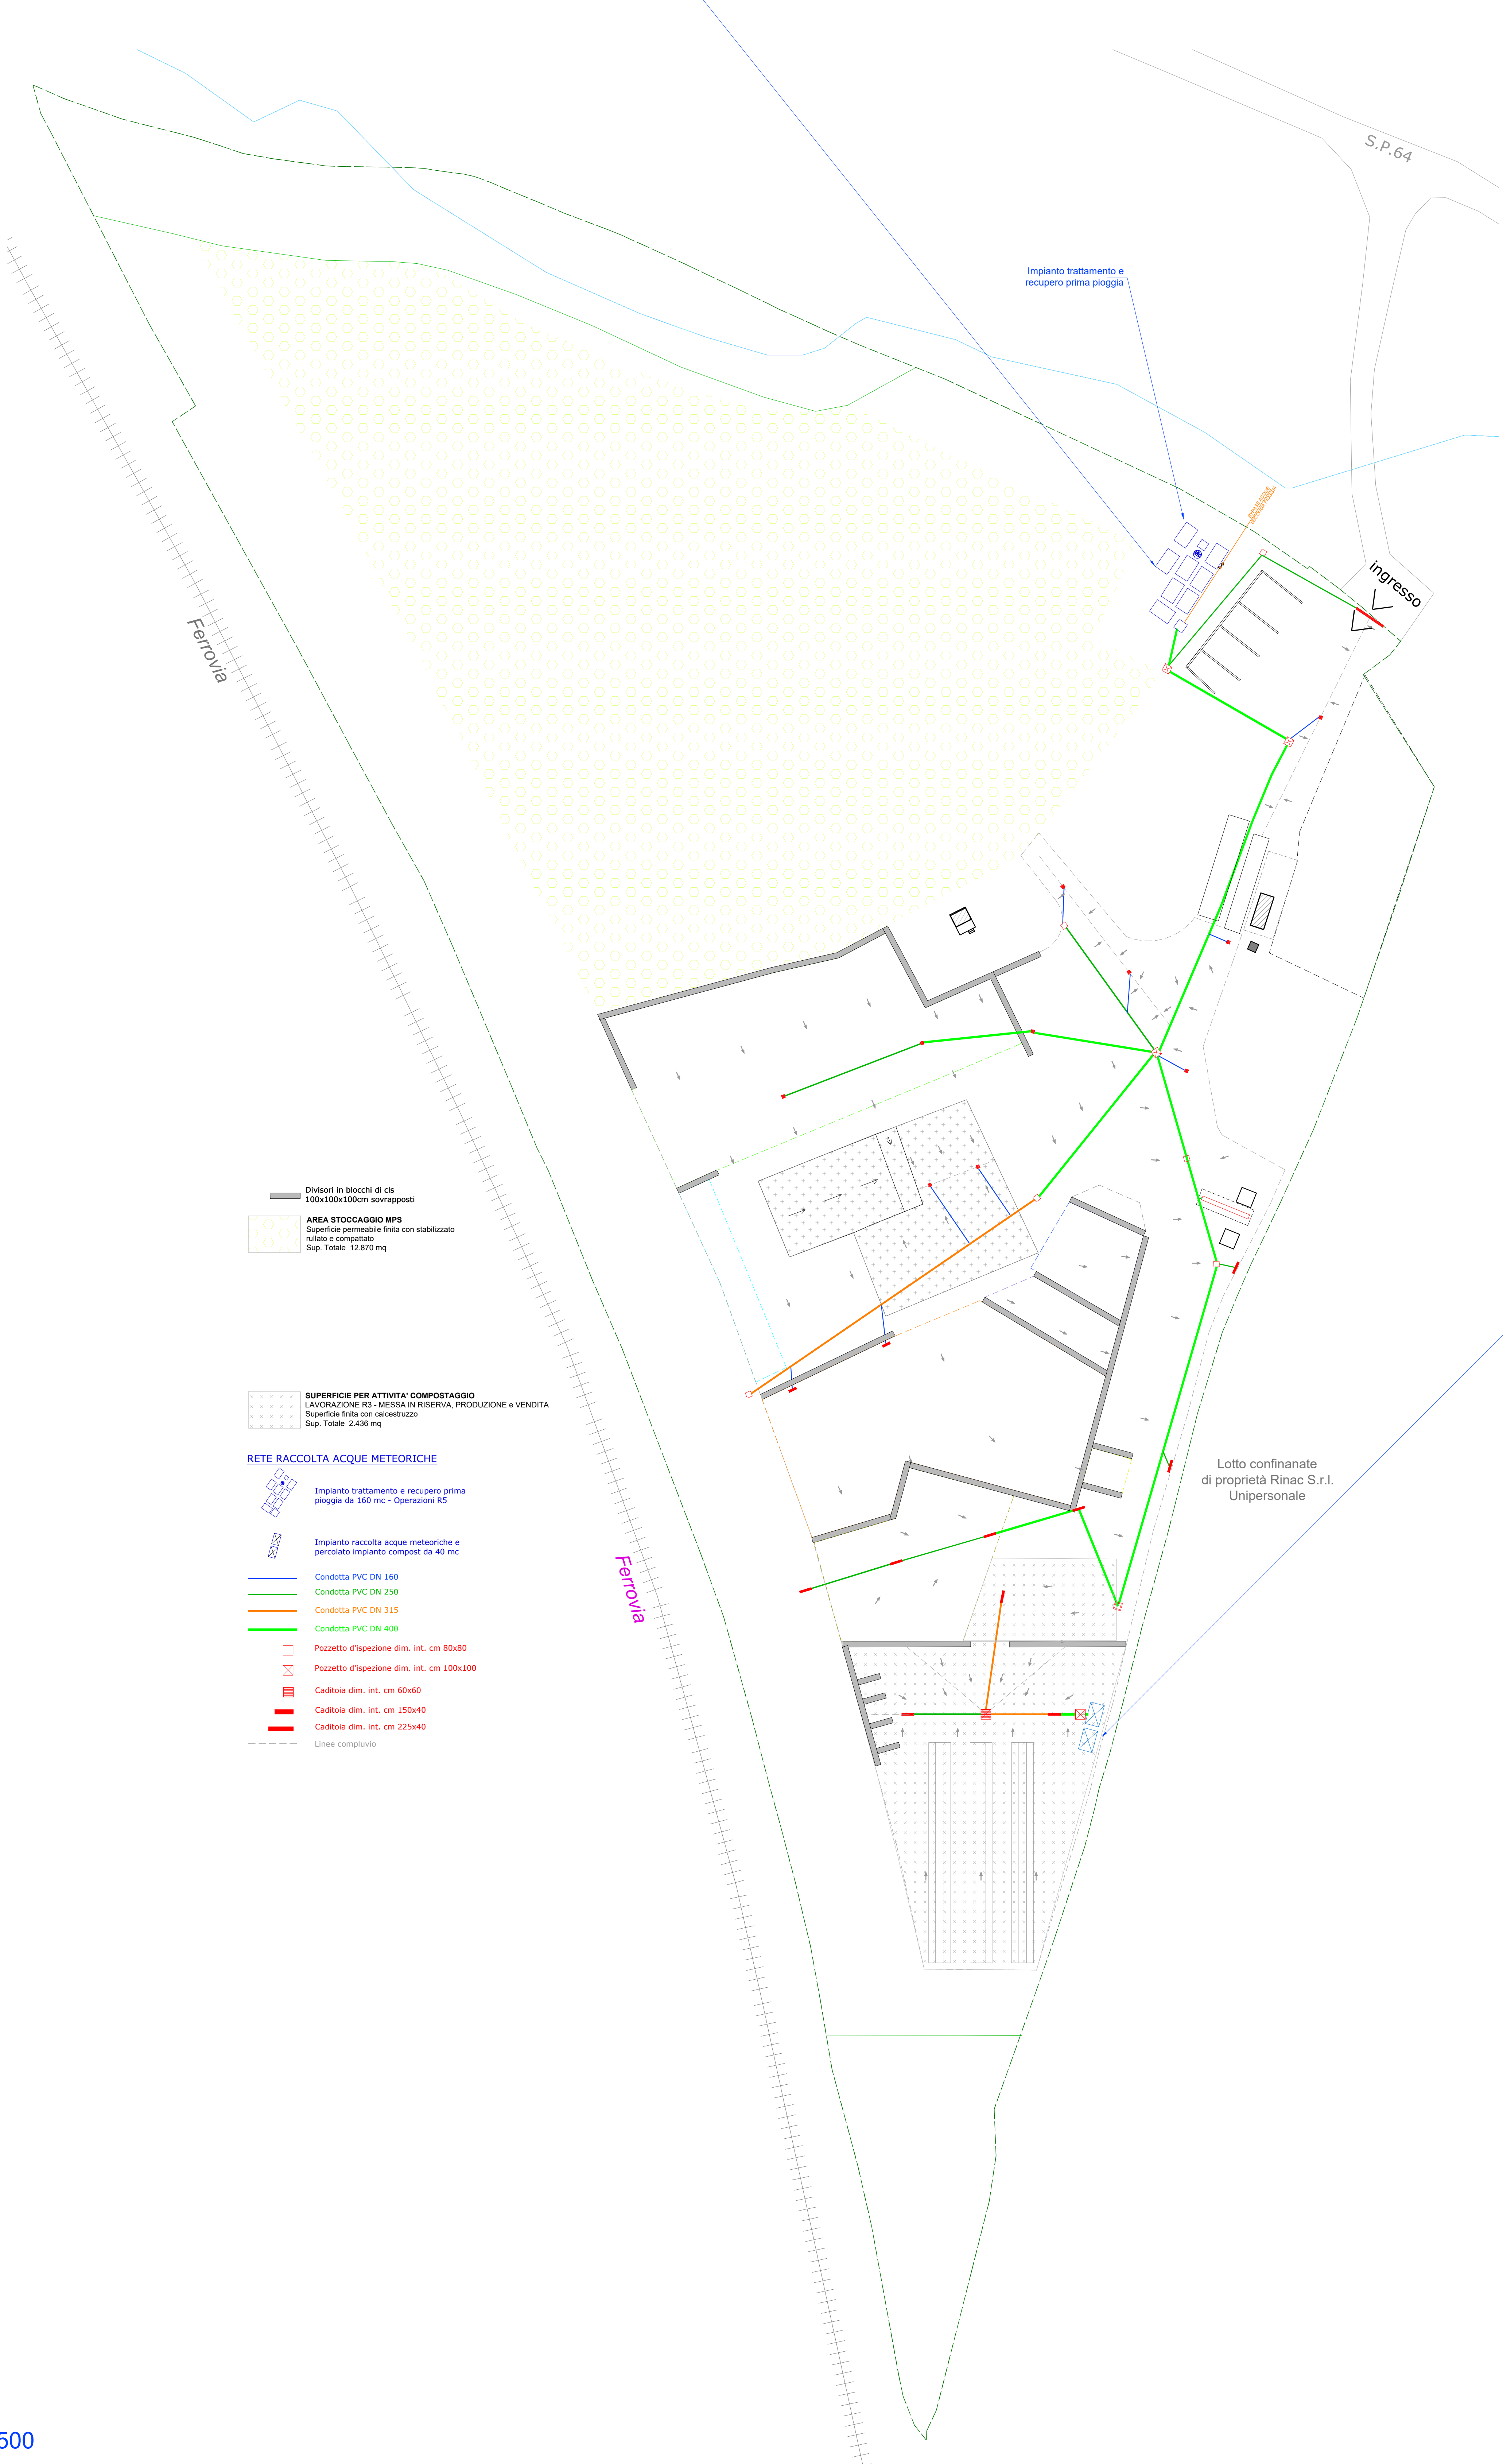 S.P.64
Impianto trattamento e
recupero prima pioggia
BYPASS ACQUE
SECONDA PIOGGIA
ingresso
Ferrovia
Divisori in blocchi di cls
100x100x100cm sovrapposti
AREA STOCCAGGIO MPS
Superficie permeabile finita con stabilizzato
rullato e compattato
Sup. Totale 12.870 mq
SUPERFICIE PER ATTIVITA' COMPOSTAGGIO
LAVORAZIONE R3 - MESSA IN RISERVA, PRODUZIONE e VENDITA
Superficie finita con calcestruzzo
Sup. Totale 2.436 mq
RETE RACCOLTA ACQUE METEORICHE
Impianto trattamento e recupero prima
pioggia da 160 mc - Operazioni R5
Impianto raccolta acque meteoriche e
percolato impianto compost da 40 mc
Condotta PVC DN 160
Condotta PVC DN 250
Condotta PVC DN 315
Condotta PVC DN 400
Pozzetto d'ispezione dim. int. cm 80x80
Pozzetto d'ispezione dim. int. cm 100x100
Caditoia dim. int. cm 60x60
Caditoia dim. int. cm 150x40
Caditoia dim. int. cm 225x40
Linee compluvio
Lotto confinanate
di proprietà Rinac S.r.l.
Unipersonale
Ferrovia
500